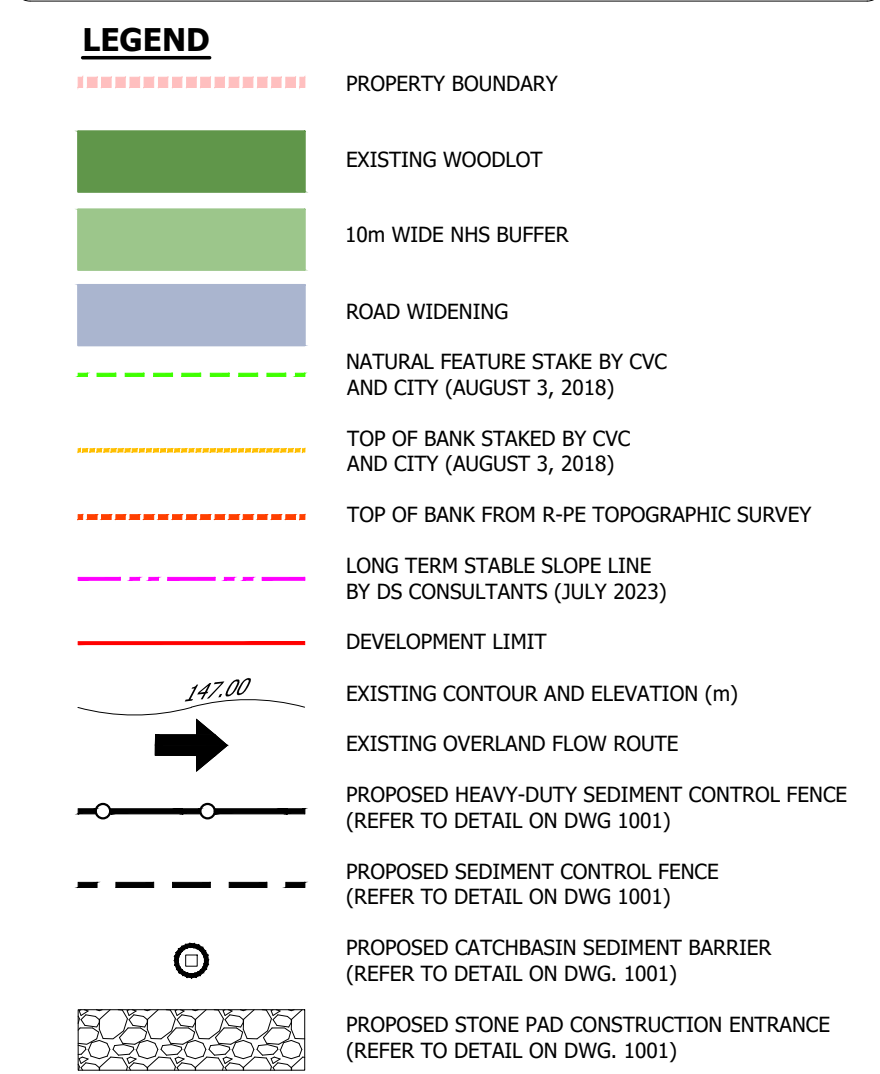 LEGEND
PROPERTY BOUNDARY
EXISTING WOODLOT
10m WIDE NHS BUFFER
ROAD WIDENING
NATURAL FEATURE STAKE BY CVC
AND CITY (AUGUST 3, 2018)
TOP OF BANK STAKED BY CVC
AND CITY (AUGUST 3, 2018)
TOP OF BANK FROM R-PE TOPOGRAPHIC SURVEY
LONG TERM STABLE SLOPE LINE
BY DS CONSULTANTS (JULY 2023)
DEVELOPMENT LIMIT
147.00
EXISTING CONTOUR AND ELEVATION (m)
EXISTING OVERLAND FLOW ROUTE
PROPOSED HEAVY-DUTY SEDIMENT CONTROL FENCE
(REFER TO DETAIL ON DWG 1001)
PROPOSED SEDIMENT CONTROL FENCE
(REFER TO DETAIL ON DWG 1001)
PROPOSED CATCHBASIN SEDIMENT BARRIER
(REFER TO DETAIL ON DWG. 1001)
PROPOSED STONE PAD CONSTRUCTION ENTRANCE
(REFER TO DETAIL ON DWG. 1001)